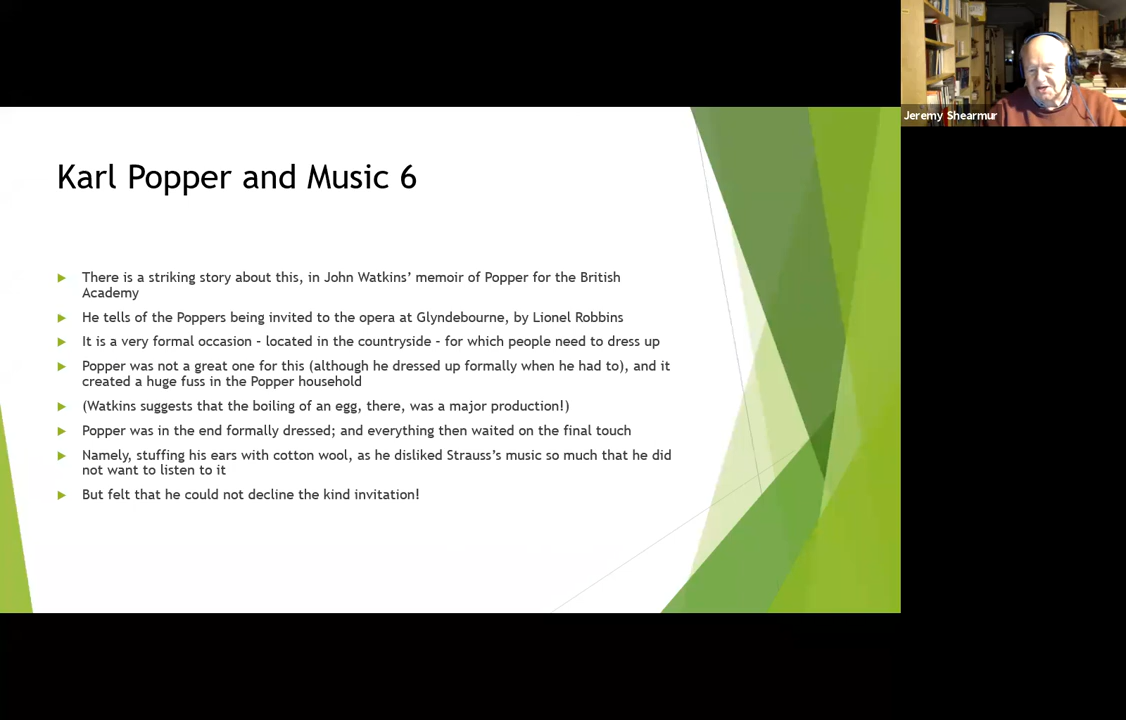 Jeremy Shearmur
Karl Popper and Music 6
There is a striking story about this, in John Watkins’ memoir of Popper for the British
Academy
He tells of the Poppers being invited to the opera at Glyndebourne, by Lionel Robbins
It is a very formal occasion – located in the countryside – for which people need to dress up
Popper was not a great one for this (although he dressed up formally when he had to), and it
created a huge fuss in the Popper household
(Watkins suggests that the boiling of an egg, there, was a major production!)
Popper was in the end formally dressed; and everything then waited on the final touch
Namely, stuffing his ears with cotton wool, as he disliked Strauss’s music so much that he did
not want to listen to it
But felt that he could not decline the kind invitation!